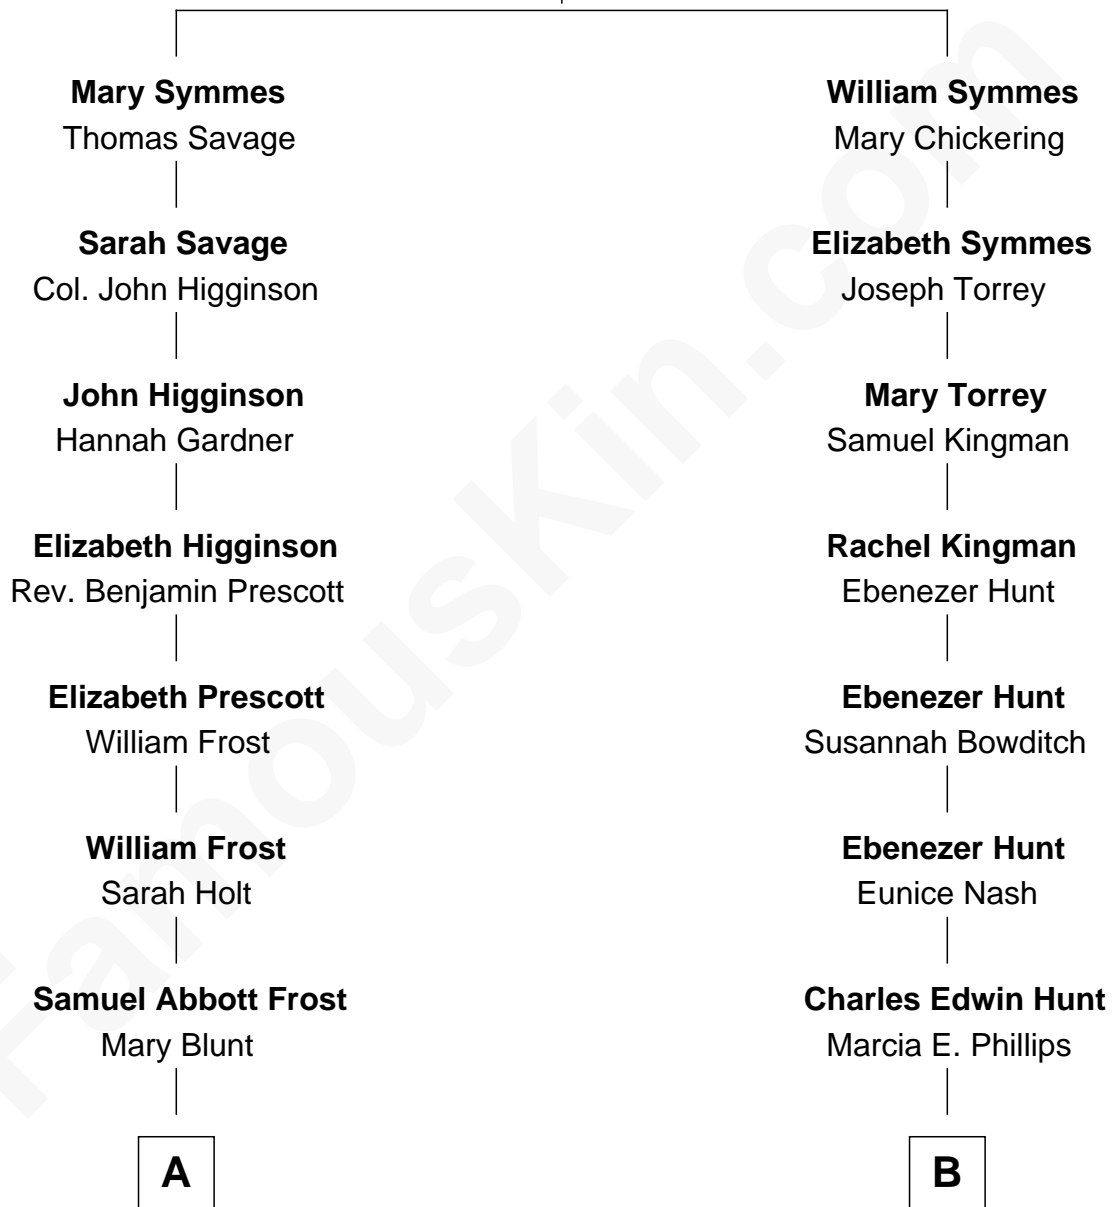 Mary Symmes
Thomas Savage
Sarah Savage
Col. John Higginson
John Higginson
Hannah Gardner
Elizabeth Higginson
Rev. Benjamin Prescott
Elizabeth Prescott
William Frost
William Frost
Sarah Holt
Samuel Abbott Frost
Mary Blunt
A
William Symmes
Mary Chickering
Elizabeth Symmes
Joseph Torrey
Mary Torrey
Samuel Kingman
Rachel Kingman
Ebenezer Hunt
Ebenezer Hunt
Susannah Bowditch
Ebenezer Hunt
Eunice Nash
Charles Edwin Hunt
Marcia E. Phillips
B
FamousKin.com